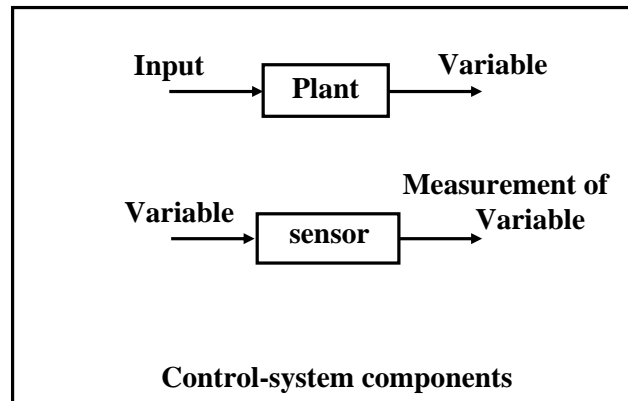 Input
Plant
Variable
Variable
sensor
Measurement of
Variable
Control-system components